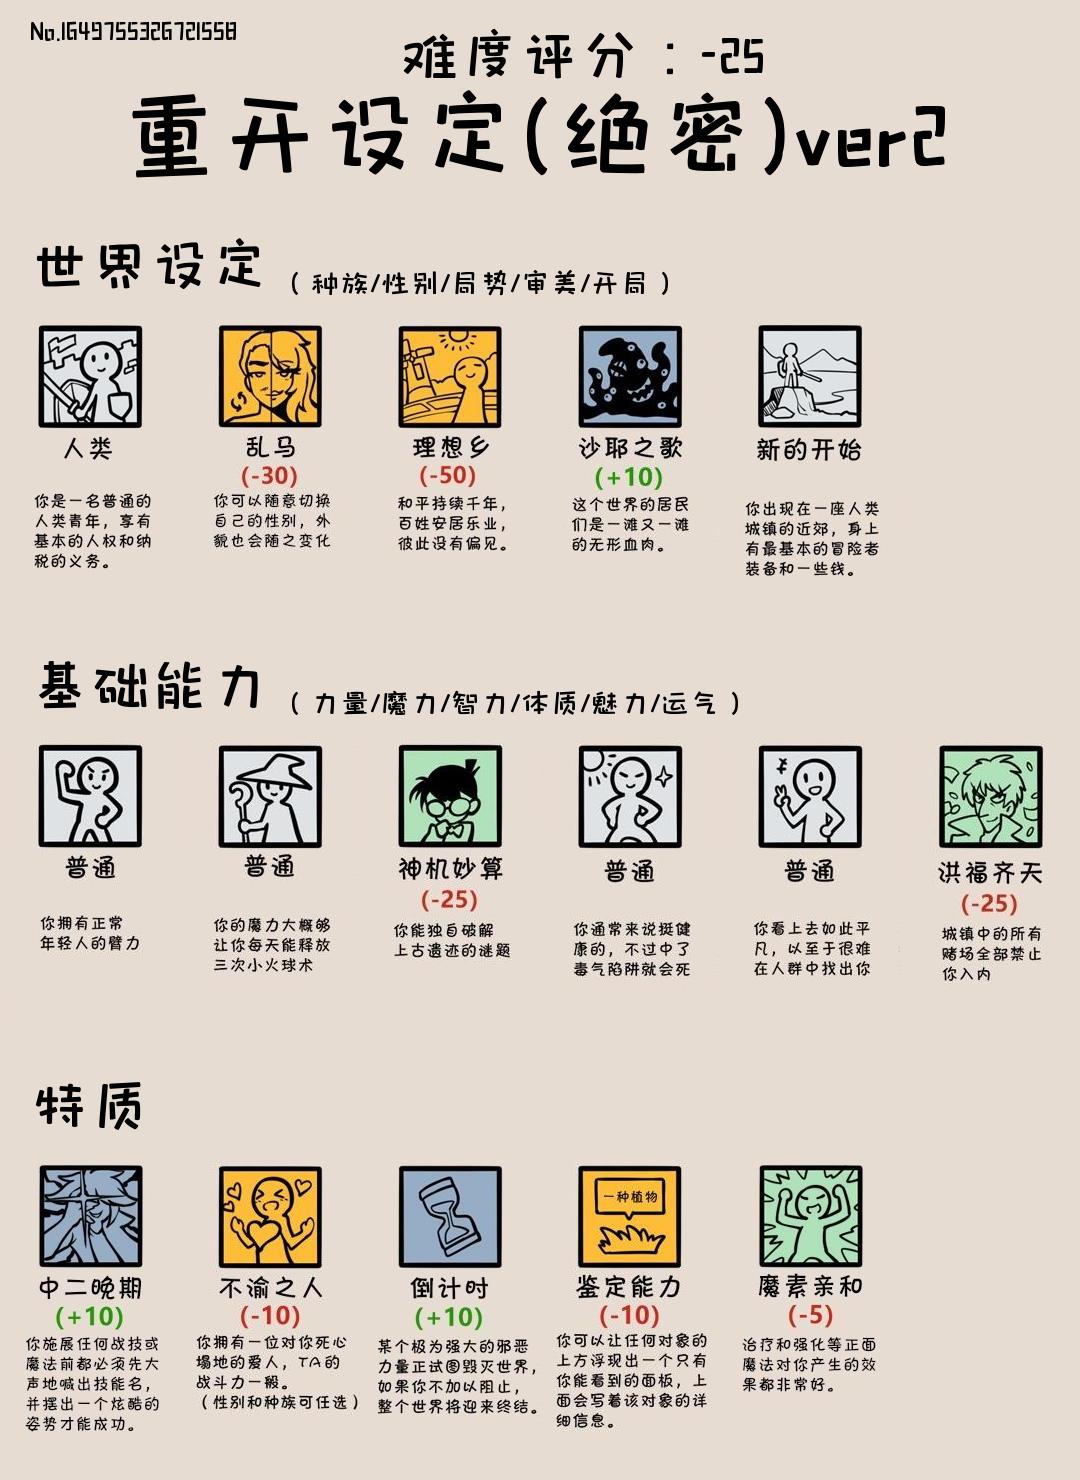 No.1649755326721558
难度评分：-25
重开设定(绝密)ver2
世界设定（种族/性别/局势/审美/开局）
人类
你是一名普通的
人类青年，享有
基本的人权和纳
税的义务。
乱马
(-30)
你可以随意切换
自己的性别，外
貌也会随之变化
理想乡
(-50)
和平持续千年，
百姓安居乐业，
彼此没有偏见。
沙耶之歌
(+10)
这个世界的居民
们是一滩又一滩
的无形血肉。
新的开始
你出现在一座人类
城镇的近郊，身上
有最基本的冒险者
装备和一些钱。
基础能力（力量/魔力/智力/体质/魅力/运气）
普通
你拥有正常
年轻人的臂力
普通
你的魔力大概够
让你每天能释放
三次小火球术
神机妙算
(-25)
你能独自破解
上古遗迹的谜题
普通
你通常来说挺健
康的，不过中了
毒气陷阱就会死
普通
你看上去如此平
凡，以至于很难
在人群中找出你
洪福齐天
(-25)
城镇中的所有
赌场全部禁止
你入内
特质
中二晚期
(+10)
你施展任何战技或
魔法前都必须先大
声地喊出技能名，
并摆出一个炫酷的
姿势才能成功。
不渝之人
(-10)
你拥有一位对你死心
塌地的爱人，TA的
战斗力一般。
（性别和种族可任选）
倒计时
(+10)
某个极为强大的邪恶
力量正试图毁灭世界，
如果你不加以阻止，
整个世界将迎来终结。
一种植物
鉴定能力
(-10)
你可以让任何对象的
上方浮现出一个只有
你能看到的面板，上
面会写着该对象的详
细信息。
魔素亲和
(-5)
治疗和强化等正面
魔法对你产生的效
果都非常好。